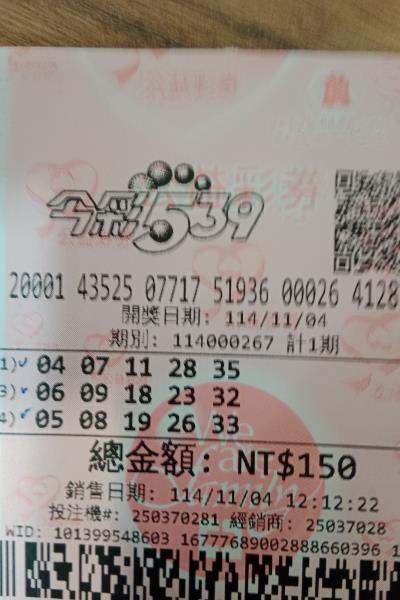 今彩539
20001 43525 07717 51936 00026 4128
開獎日期: 114/11/04
期別: 114000267 計1期
1) 04 07 11 28 35
3) 06 09 18 23 32
4) 05 08 19 26 33
總金額: NT$150
銷售日期: 114/11/04 12:12:22
投注機#: 250370281 經銷商: 25037028
WID: 101399548603 16777689002888660396 1